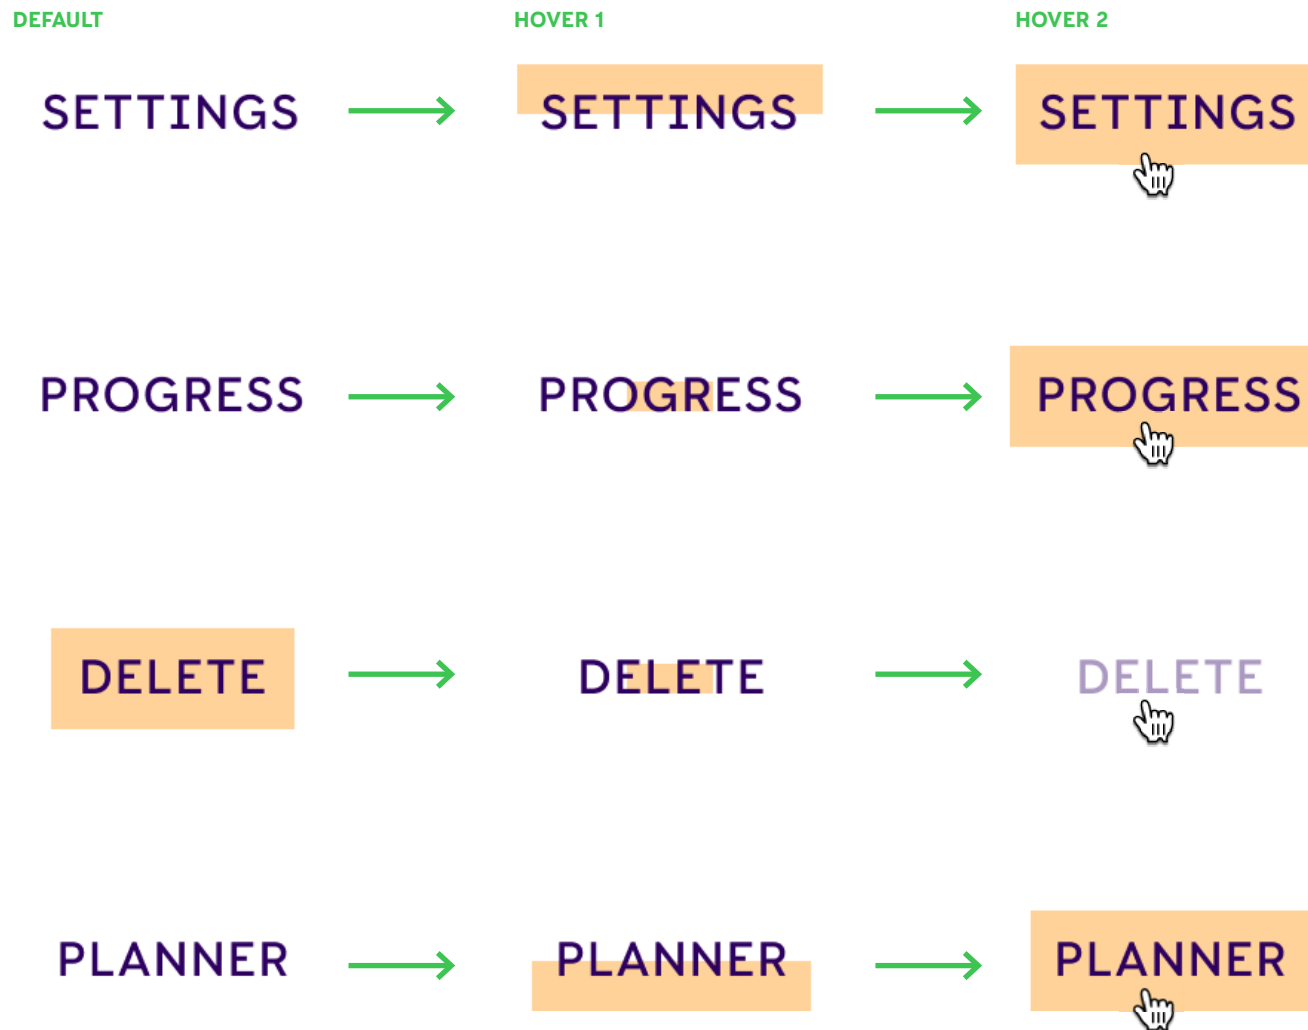 DEFAULT HOVER 1 HOVER 2
SETTINGS SETTINGS SETTINGS
PROGRESS PROGRESS PROGRESS
DELETE DELETE DELETE
PLANNER PLANNER PLANNER